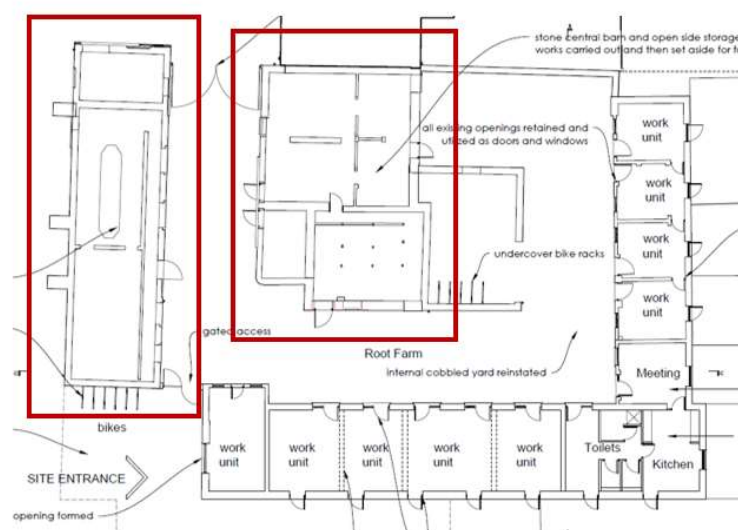 stone central barn and open side storage
works carried out and then set aside for f
all existing openings retained and
utilized as doors and windows
work
unit
work
unit
work
unit
work
unit
undercover bike racks
gated access
Root Farm
internal cobbled yard reinstated
Meeting
bikes
work
unit
work
unit
work
unit
work
unit
work
unit
Toilets
Kitchen
SITE ENTRANCE
opening formed